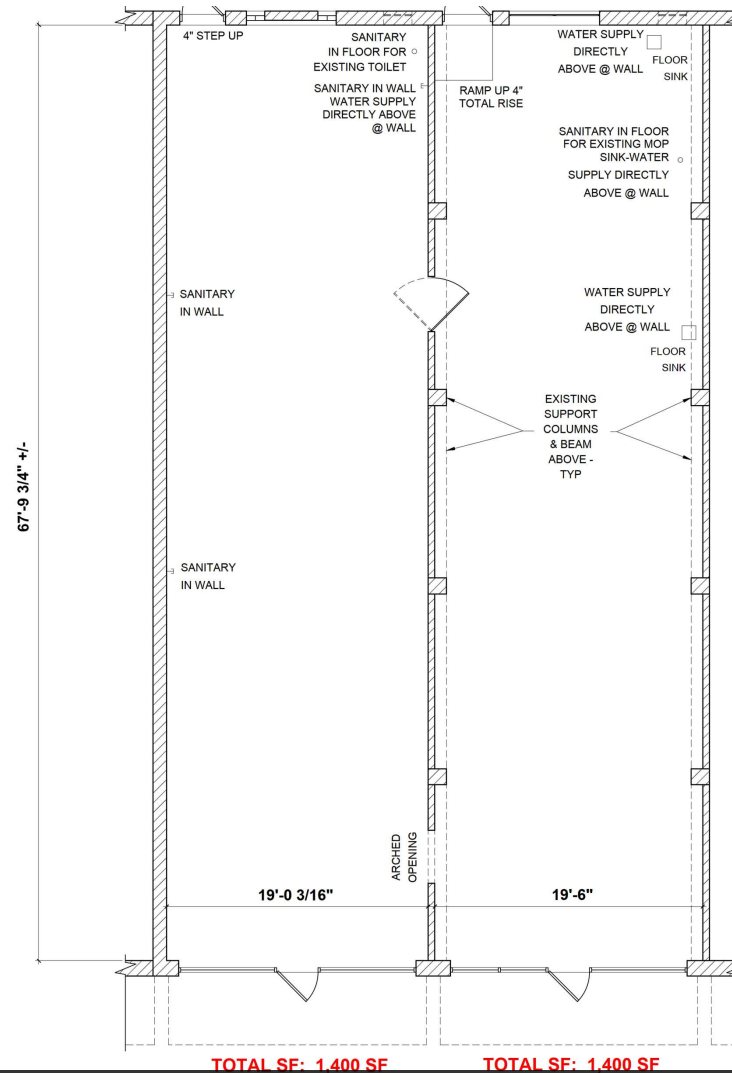 4" STEP UP
SANITARY
IN FLOOR FOR
EXISTING TOILET
SANITARY IN WALL
WATER SUPPLY
DIRECTLY ABOVE
@ WALL
RAMP UP 4"
TOTAL RISE
WATER SUPPLY
DIRECTLY
ABOVE @ WALL
FLOOR
SINK
SANITARY IN FLOOR
FOR EXISTING MOP
SINK-WATER
SUPPLY DIRECTLY
ABOVE @ WALL
SANITARY
IN WALL
WATER SUPPLY
DIRECTLY
ABOVE @ WALL
FLOOR
SINK
EXISTING
SUPPORT
COLUMNS
& BEAM
ABOVE -
TYP
67'-9 3/4" +/-
SANITARY
IN WALL
ARCHED
OPENING
19'-0 3/16"
19'-6"
TOTAL SF: 1,400 SF
TOTAL SF: 1,400 SF